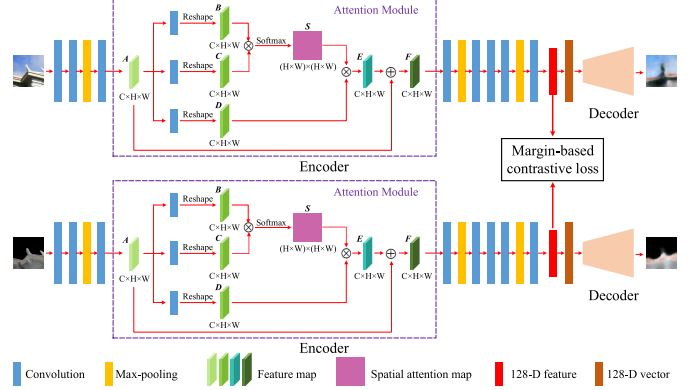 Attention Module
B
Reshape
C×H×W
Softmax
S
A
C
Reshape
(H×W)×(H×W)
E
F
C×H×W
C×H×W
D
C×H×W
C×H×W
Reshape
C×H×W
Encoder
Decoder
Margin-based
contrastive loss
Attention Module
B
Reshape
C×H×W
Softmax
S
A
C
Reshape
(H×W)×(H×W)
E
F
C×H×W
C×H×W
D
C×H×W
C×H×W
Reshape
C×H×W
Encoder
Decoder
Convolution
Max-pooling
Feature map
Spatial attention map
128-D feature
128-D vector